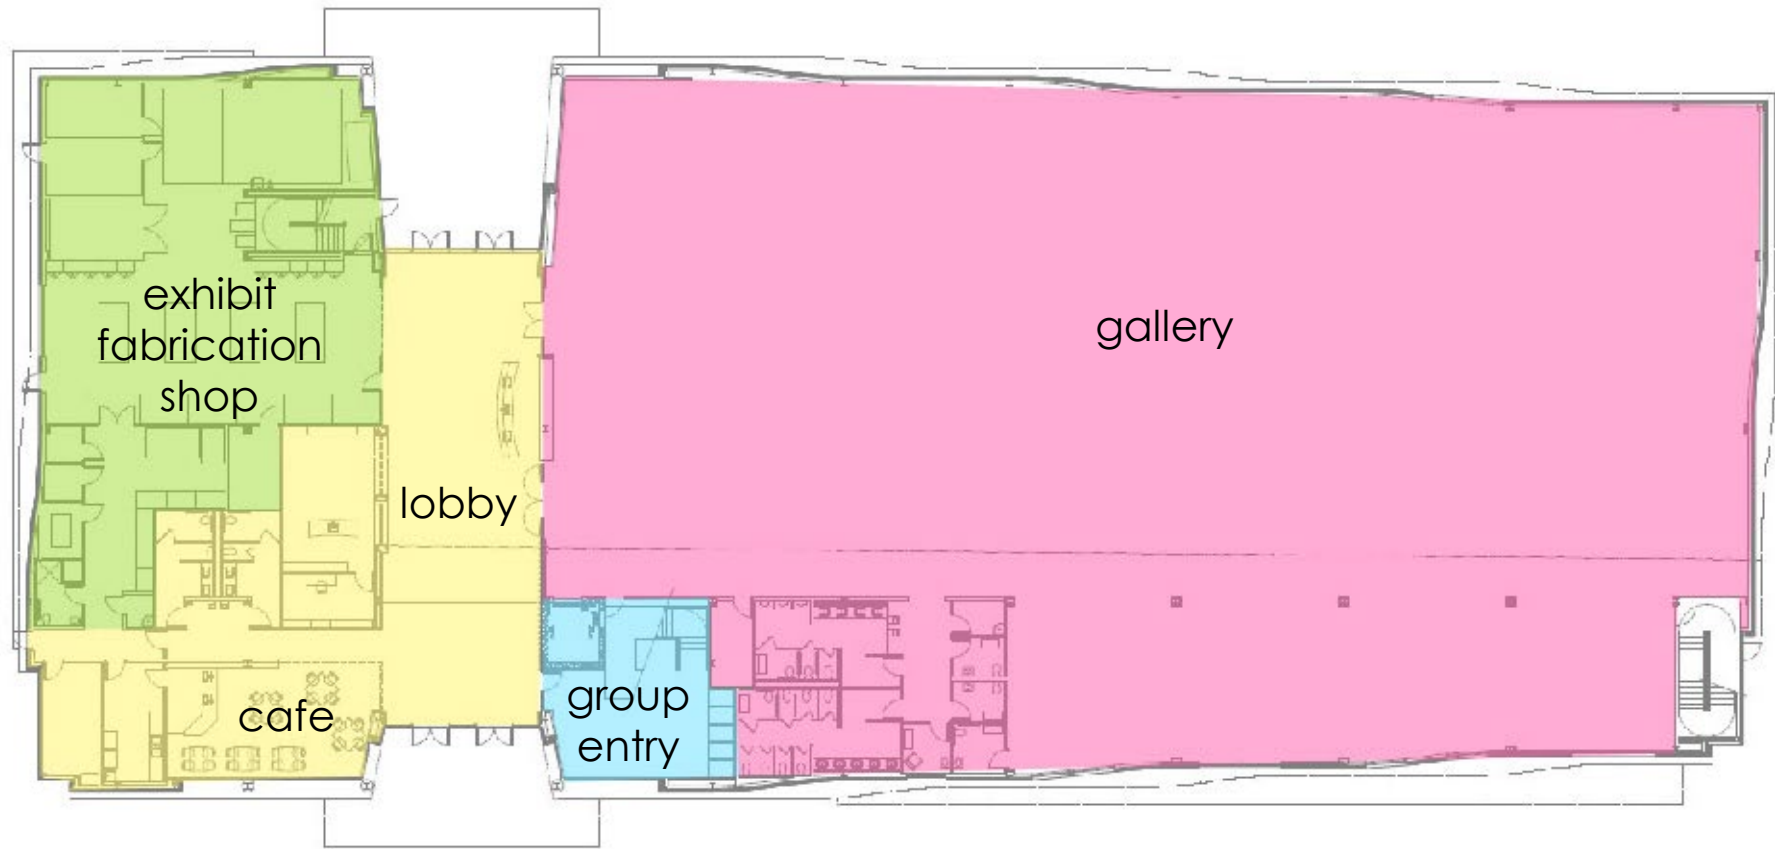 exhibit
fabrication
shop
gallery
lobby
cafe
group
entry